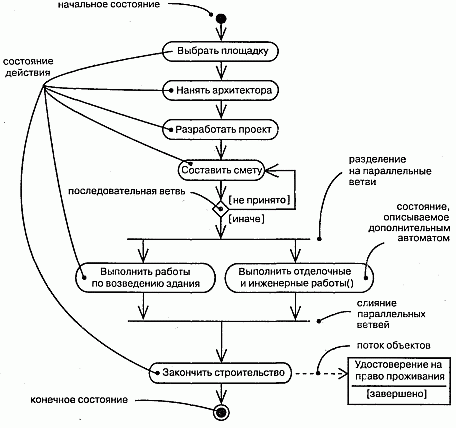 начальное состояние
Выбрать площадку
состояние
действия
Нанять архитектора
Разработать проект
Составить смету
разделение
на параллельные
ветви
последовательная ветвь
[не принято]
[иначе]
состояние,
описываемое
дополнительным
автоматом
Выполнить работы
по возведению здания
Выполнить отделочные
и инженерные работы()
слияние
параллельных
ветвей
поток объектов
Закончить строительство
Удостоверение на
право проживания
[завершено]
конечное состояние